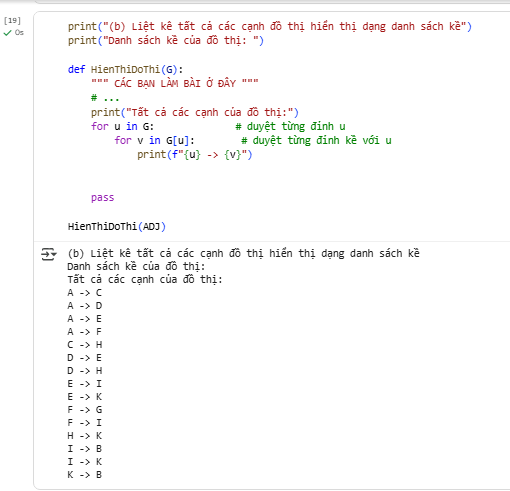 [19]
0s
print("(b) Liệt kê tất cả các cạnh đồ thị hiển thị dạng danh sách kề")
print("Danh sách kề của đồ thị: ")
def HienThiDoThi(G):
""" CÁC BẠN LÀM BÀI Ở ĐÂY """
# ...
print("Tất cả các cạnh của đồ thị:")
for u in G: # duyệt từng đỉnh u
for v in G[u]: # duyệt từng đỉnh kề với u
print(f"{u} -> {v}")
pass
HienThiDoThi(ADJ)
(b) Liệt kê tất cả các cạnh đồ thị hiển thị dạng danh sách kề
Danh sách kề của đồ thị:
Tất cả các cạnh của đồ thị:
A -> C
A -> D
A -> E
A -> F
C -> H
D -> E
D -> H
E -> I
E -> K
F -> G
F -> I
H -> K
I -> B
I -> K
K -> B